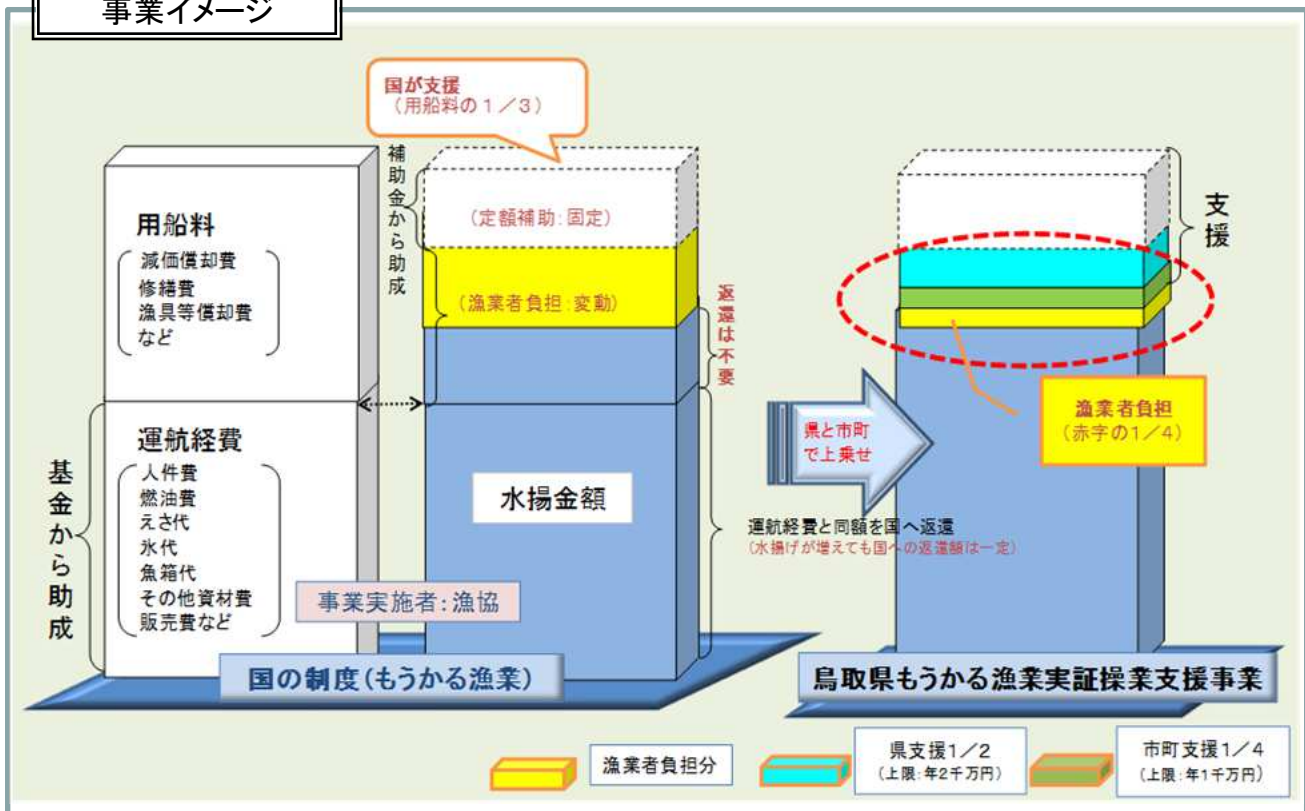 事業イメージ
国が支援
（用船料の１／３）
補助金から助成
用船料
減価償却費
修繕費
漁具等償却費
など
(定額補助:固定)
(漁業者負担:変動)
返還は不要
支援
運航経費
人件費
燃油費
えさ代
氷代
魚箱代
その他資材費
販売費など
基金から助成
水揚金額
県と市町
で上乗せ
漁業者負担
(赤字の1／4)
運航経費と同額を国へ返還
(水揚げが増えても国への返還額は一定)
事業実施者:漁協
国の制度(もうかる漁業)
鳥取県もうかる漁業実証操業支援事業
漁業者負担分
県支援1／2
(上限:年2千万円)
市町支援1／4
(上限:年1千万円)